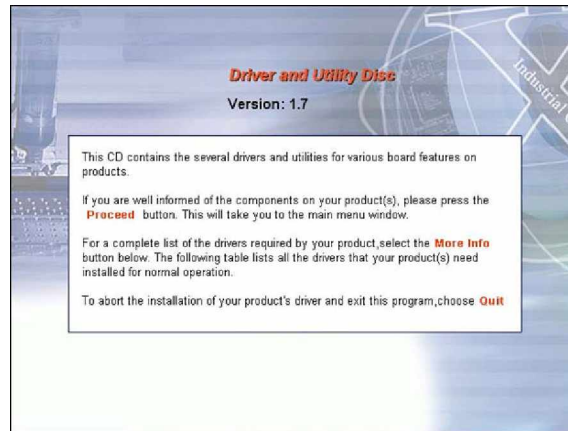 Driver and Utility Disc
Version: 1.7
Industrial
This CD contains the several drivers and utilities for various board features on
products.
If you are well informed of the components on your product(s), please press the
Proceed button. This will take you to the main menu window.
For a complete list of the drivers required by your product,select the More Info
button below. The following table lists all the drivers that your product(s) need
installed for normal operation.
To abort the installation of your product's driver and exit this program,choose Quit